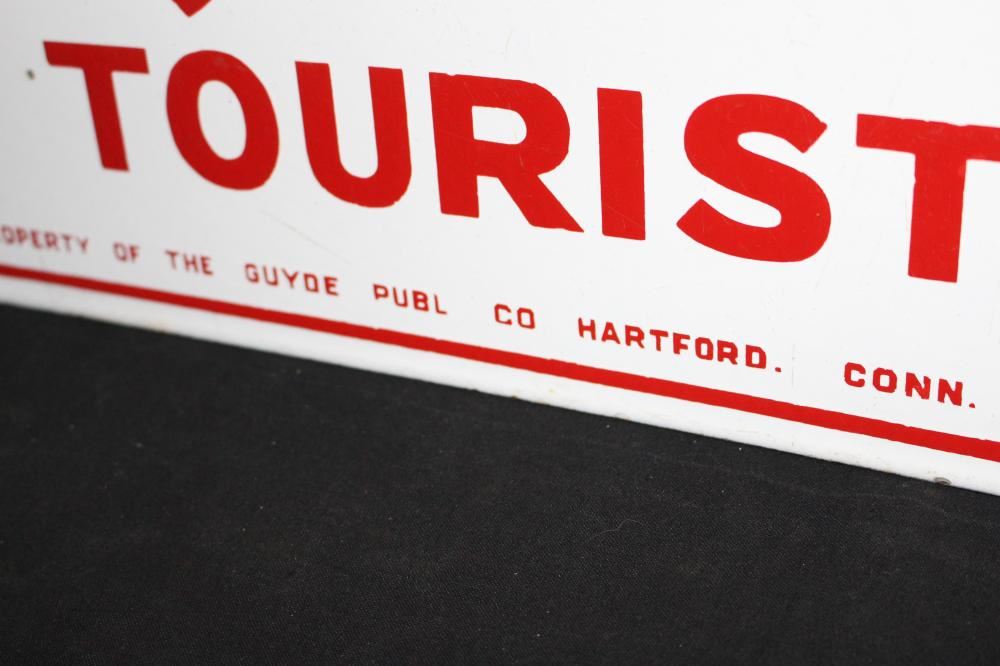 TOURIST
OPERTY OF THE GUYDE PUBL CO HARTFORD. CONN.